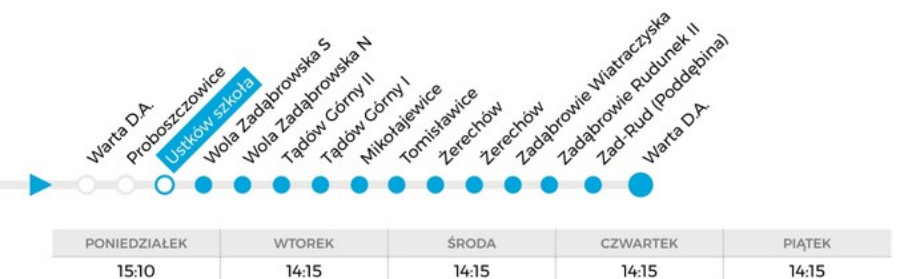 Warta D.A.
Proboszczowice
Ustków szkoła
Wola Zadąbrowska S
Wola Zadąbrowska N
Tądów Górny II
Tądów Górny I
Mikołajewice
Tomisławice
Żerechów
Żerechów
Zadąbrowie Wiatraczyska
Zadąbrowie Rudunek II
Zad-Rud (Poddębina)
Warta D.A.
PONIEDZIAŁEK WTOREK ŚRODA CZWARTEK PIĄTEK
15:10 14:15 14:15 14:15 14:15